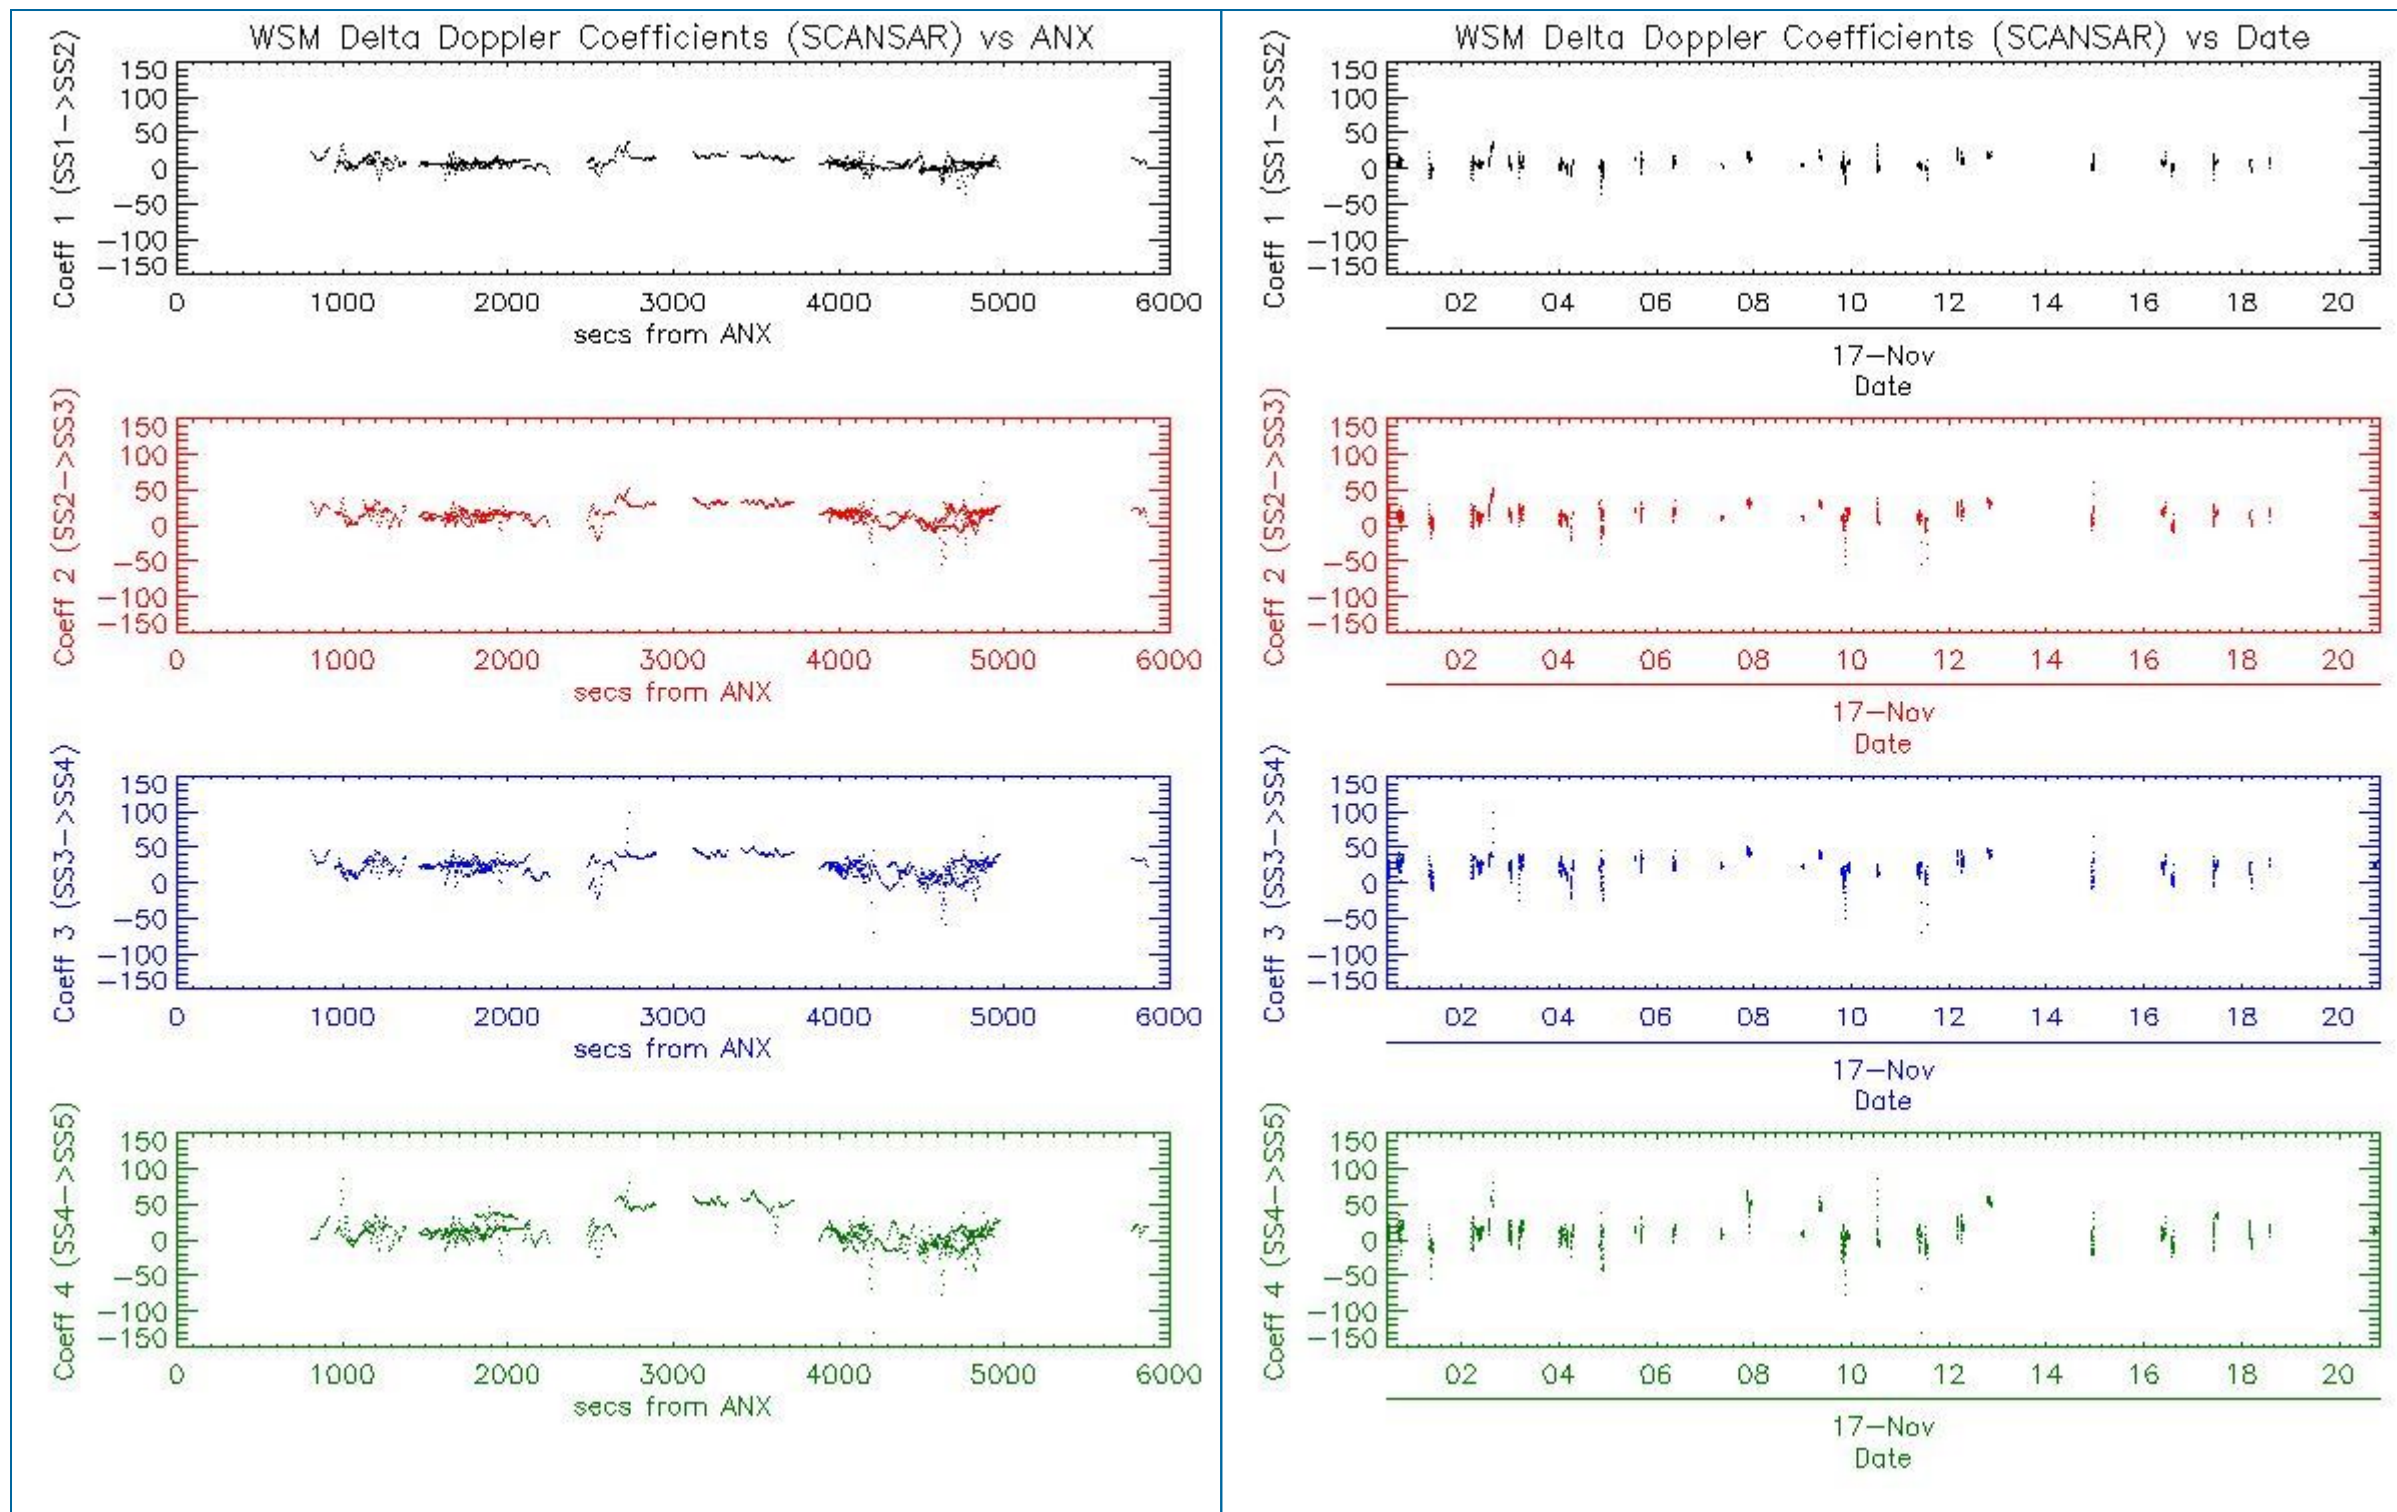 WSM Delta Doppler Coefficients (SCANSAR) vs ANX
Coeff 1 (SS1->SS2)
150
100
50
0
-50
-100
-150
0 1000 2000 3000 4000 5000 6000
secs from ANX
Coeff 2 (SS2->SS3)
150
100
50
0
-50
-100
-150
0 1000 2000 3000 4000 5000 6000
secs from ANX
Coeff 3 (SS3->SS4)
150
100
50
0
-50
-100
-150
0 1000 2000 3000 4000 5000 6000
secs from ANX
Coeff 4 (SS4->SS5)
150
100
50
0
-50
-100
-150
0 1000 2000 3000 4000 5000 6000
secs from ANX
WSM Delta Doppler Coefficients (SCANSAR) vs Date
Coeff 1 (SS1->SS2)
150
100
50
0
-50
-100
-150
02 04 06 08 10 12 14 16 18 20
17-Nov
Date
Coeff 2 (SS2->SS3)
150
100
50
0
-50
-100
-150
02 04 06 08 10 12 14 16 18 20
17-Nov
Date
Coeff 3 (SS3->SS4)
150
100
50
0
-50
-100
-150
02 04 06 08 10 12 14 16 18 20
17-Nov
Date
Coeff 4 (SS4->SS5)
150
100
50
0
-50
-100
-150
02 04 06 08 10 12 14 16 18 20
17-Nov
Date